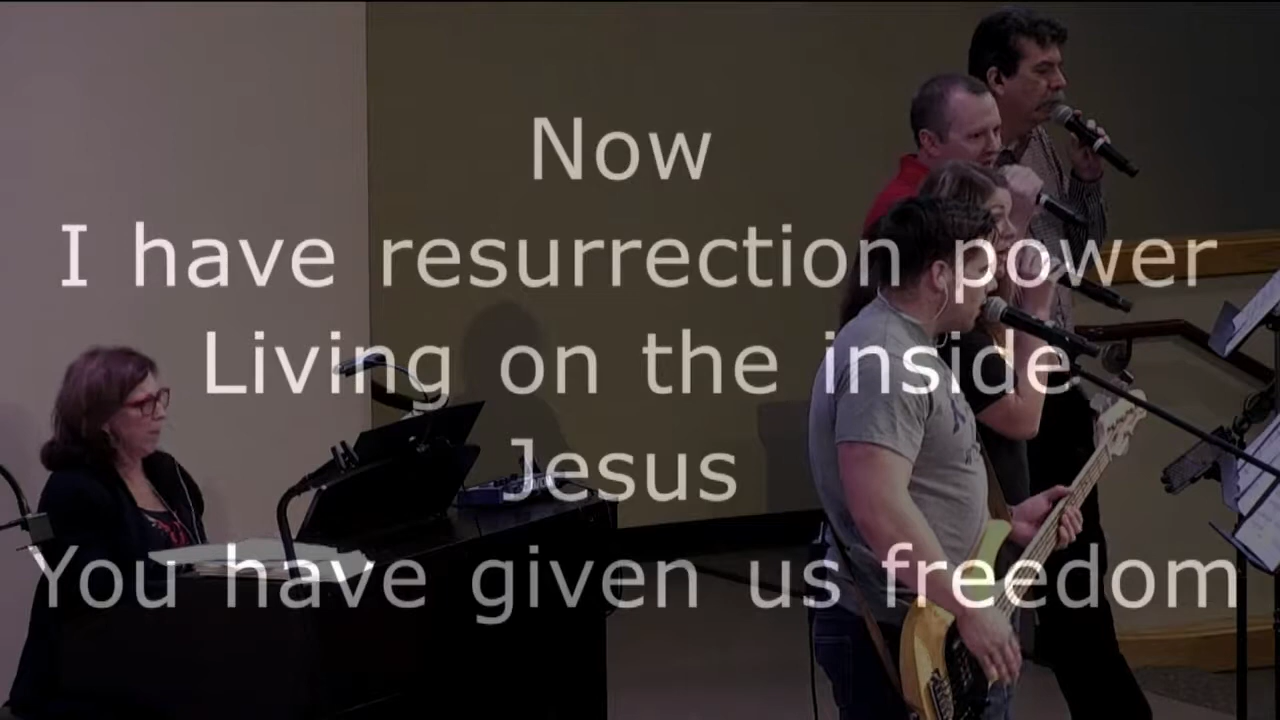 Now
I have resurrection power
Living on the inside
Jesus
You have given us freedom